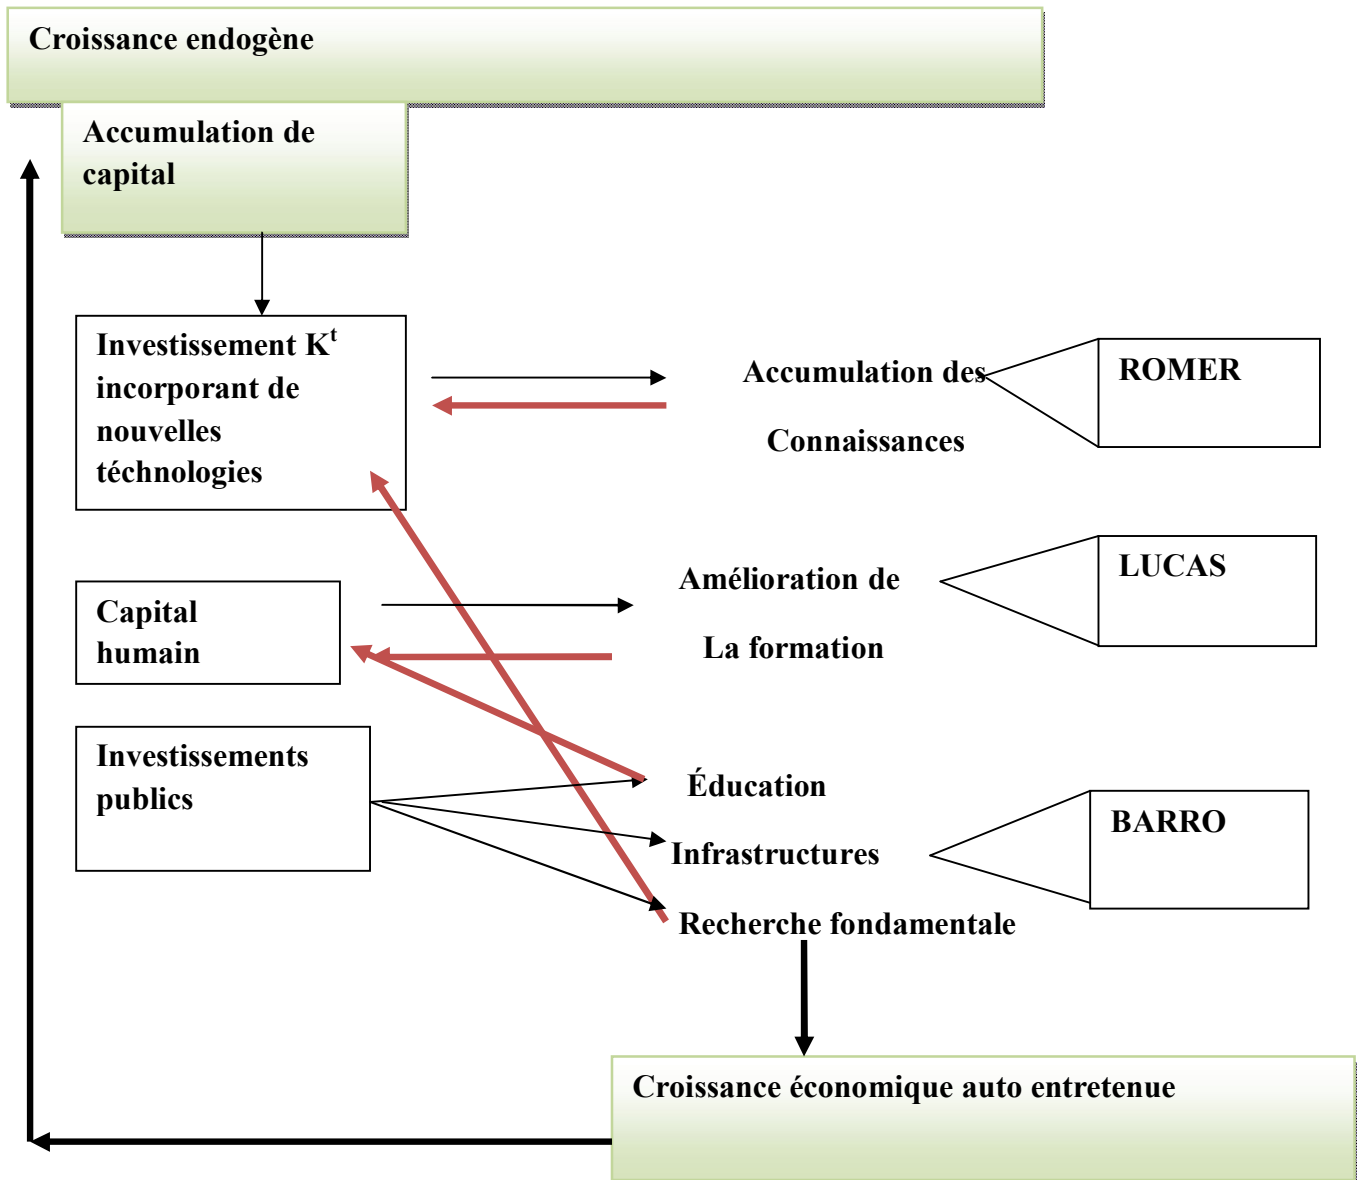 Croissance endogène
Accumulation de
capital
Investissement Kᵗ
incorporant de
nouvelles
téchnologies
Accumulation des
Connaissances
ROMER
Capital
humain
Amélioration de
La formation
LUCAS
Investissements
publics
Éducation
Infrastructures
Recherche fondamentale
BARRO
Croissance économique auto entretenue